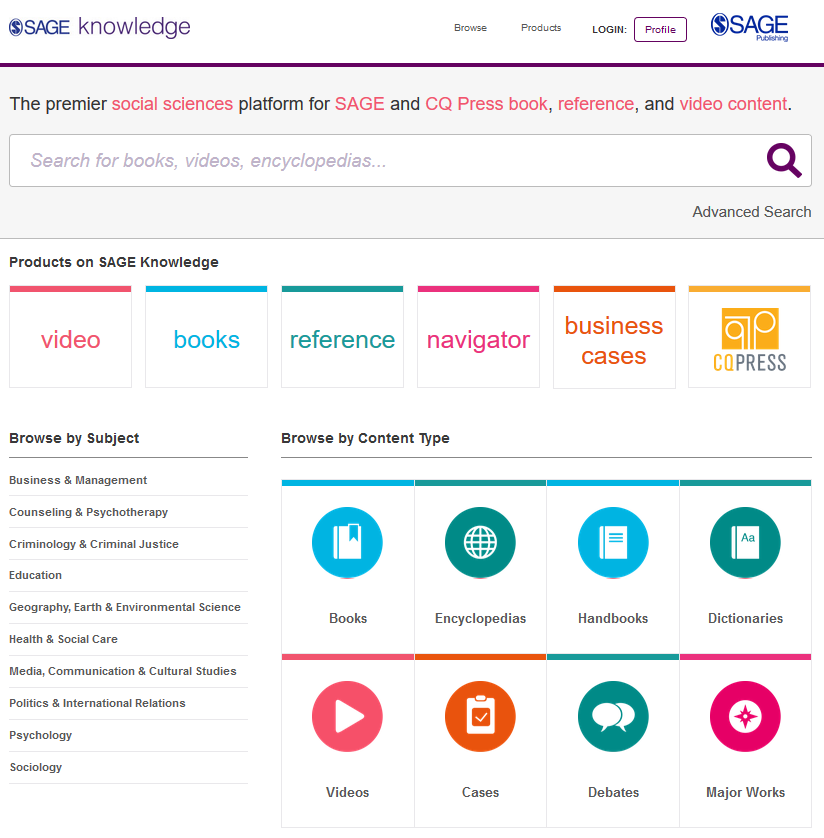 SAGE knowledge
Browse
Products
LOGIN:
Profile
SAGE
Publishing
The premier social sciences platform for SAGE and CQ Press book, reference, and video content.
Search for books, videos, encyclopedias...
Advanced Search
Products on SAGE Knowledge
video
books
reference
navigator
business
cases
CQPRESS
Browse by Subject
Business & Management
Counseling & Psychotherapy
Criminology & Criminal Justice
Education
Geography, Earth & Environmental Science
Health & Social Care
Media, Communication & Cultural Studies
Politics & International Relations
Psychology
Sociology
Browse by Content Type
Aa
Books
Encyclopedias
Handbooks
Dictionaries
Videos
Cases
Debates
Major Works